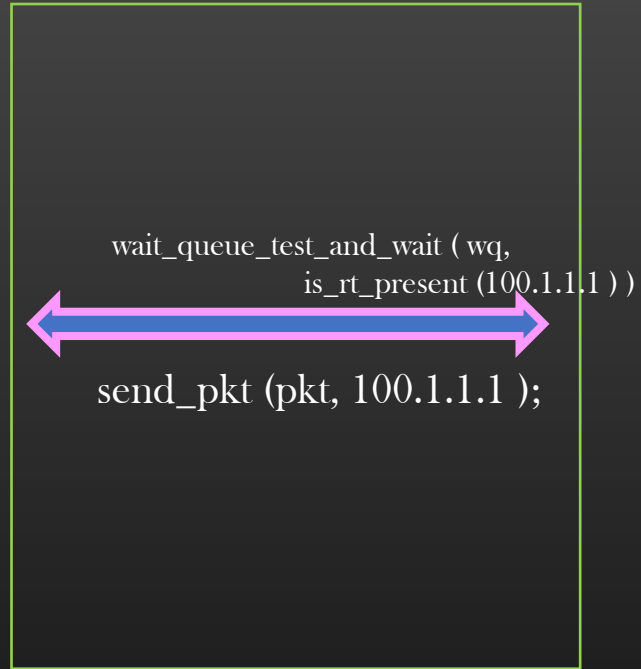 wait_queue_test_and_wait ( wq,
is_rt_present (100.1.1.1 ) )
send_pkt (pkt, 100.1.1.1 );